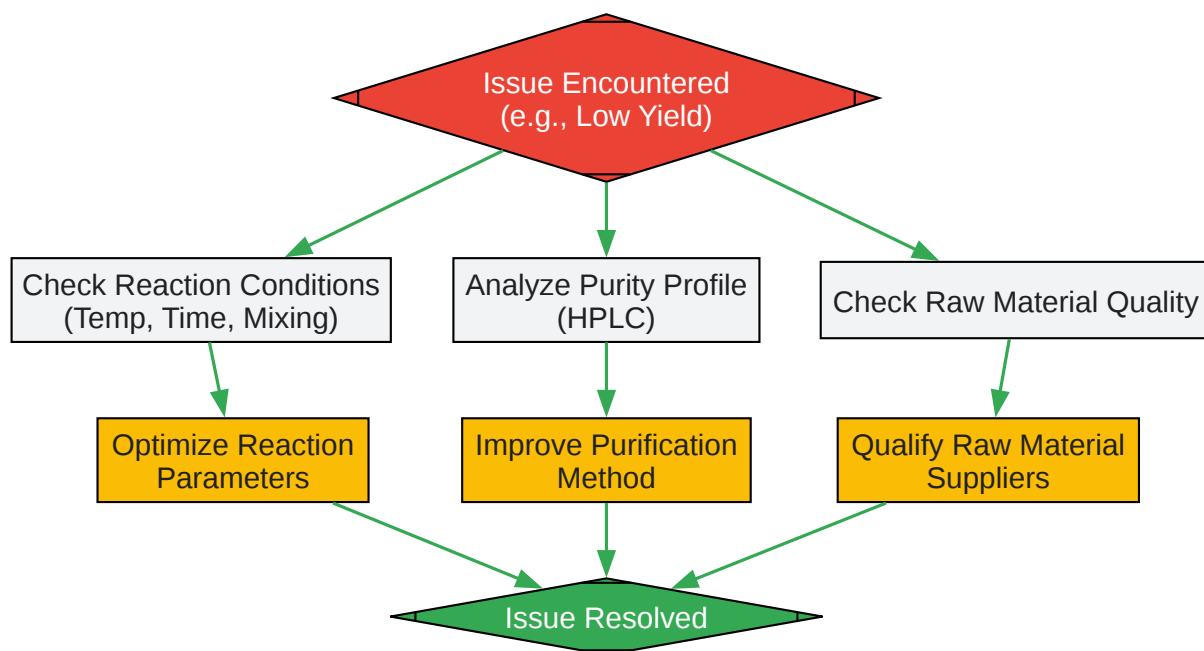 Issue Encountered
(e.g., Low Yield)
Check Reaction Conditions
(Temp, Time, Mixing)
Analyze Purity Profile
(HPLC)
Check Raw Material Quality
Optimize Reaction
Parameters
Improve Purification
Method
Qualify Raw Material
Suppliers
Issue Resolved